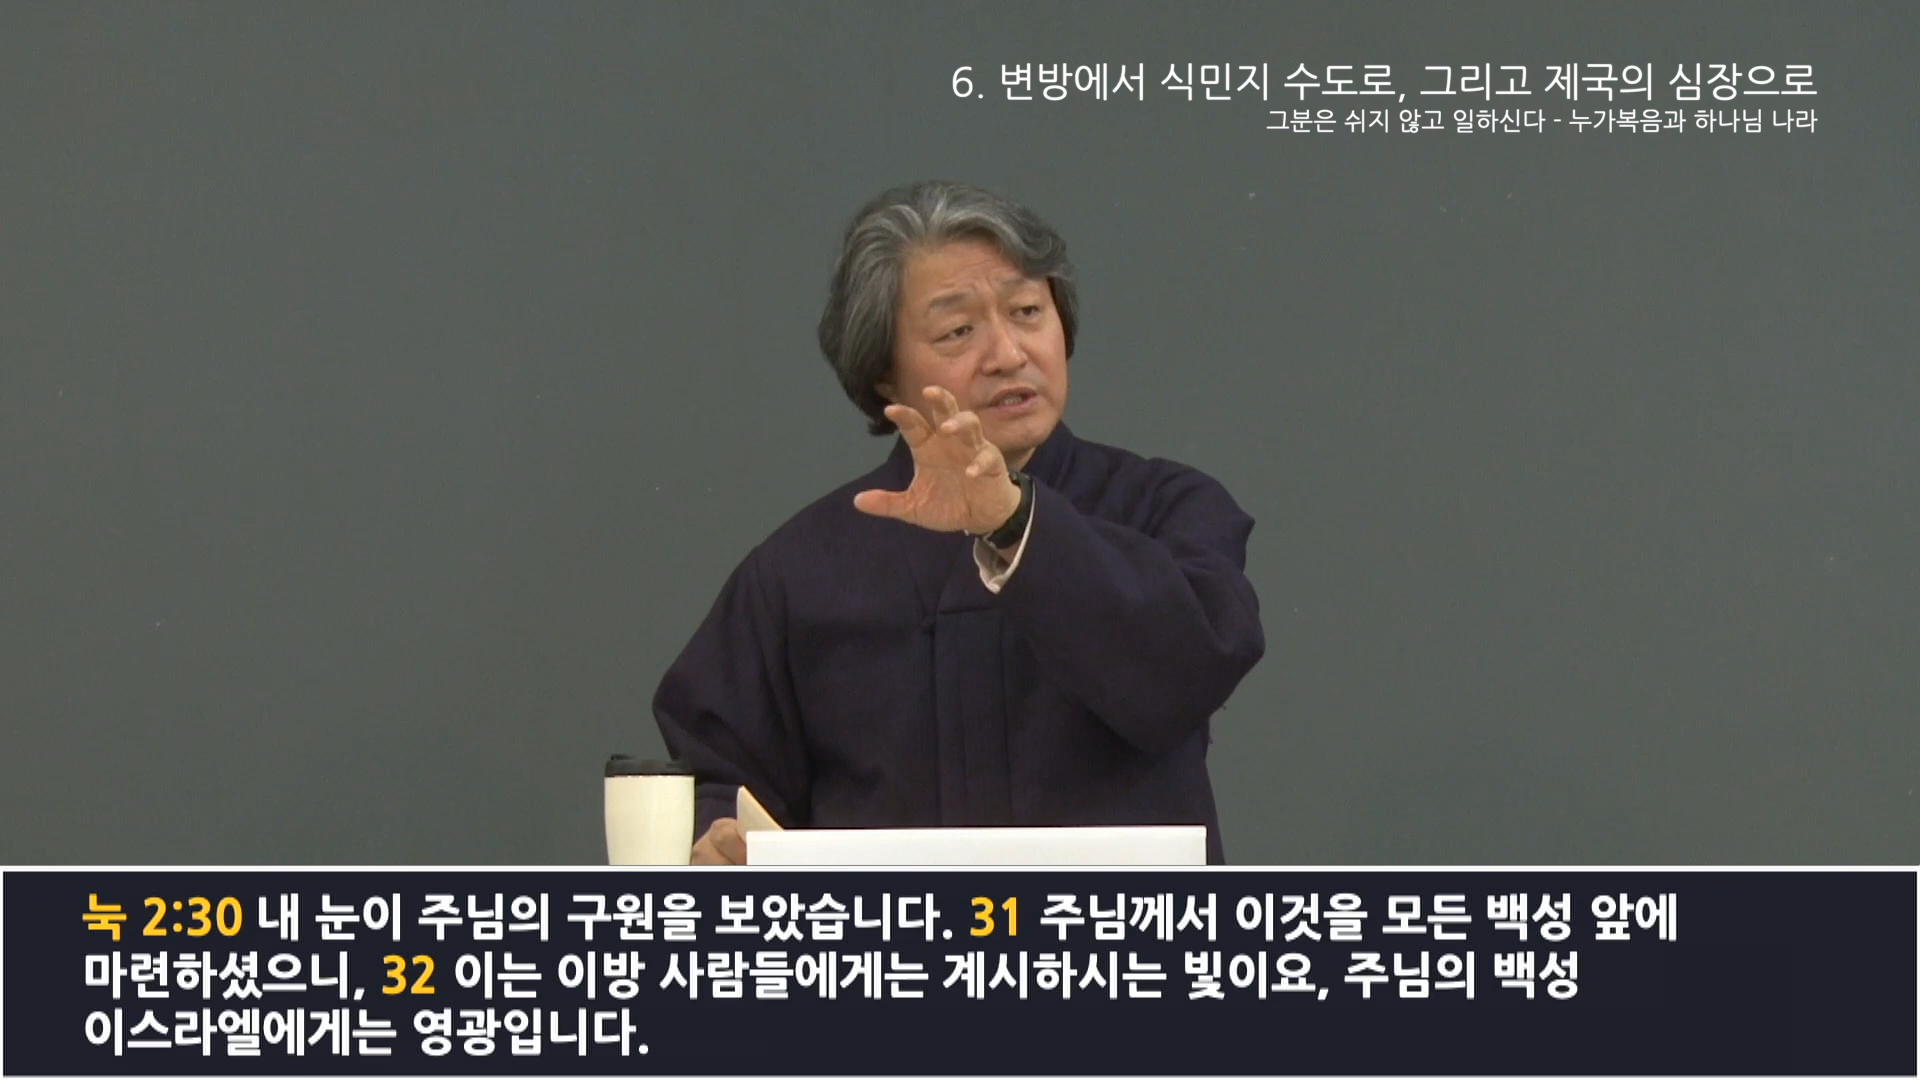 6. 변방에서 식민지 수도로, 그리고 제국의 심장으로
그분은 쉬지 않고 일하신다 - 누가복음과 하나님 나라
눅 2:30 내 눈이 주님의 구원을 보았습니다. 31 주님께서 이것을 모든 백성 앞에
마련하셨으니, 32 이는 이방 사람들에게는 계시하시는 빛이요, 주님의 백성
이스라엘에게는 영광입니다.